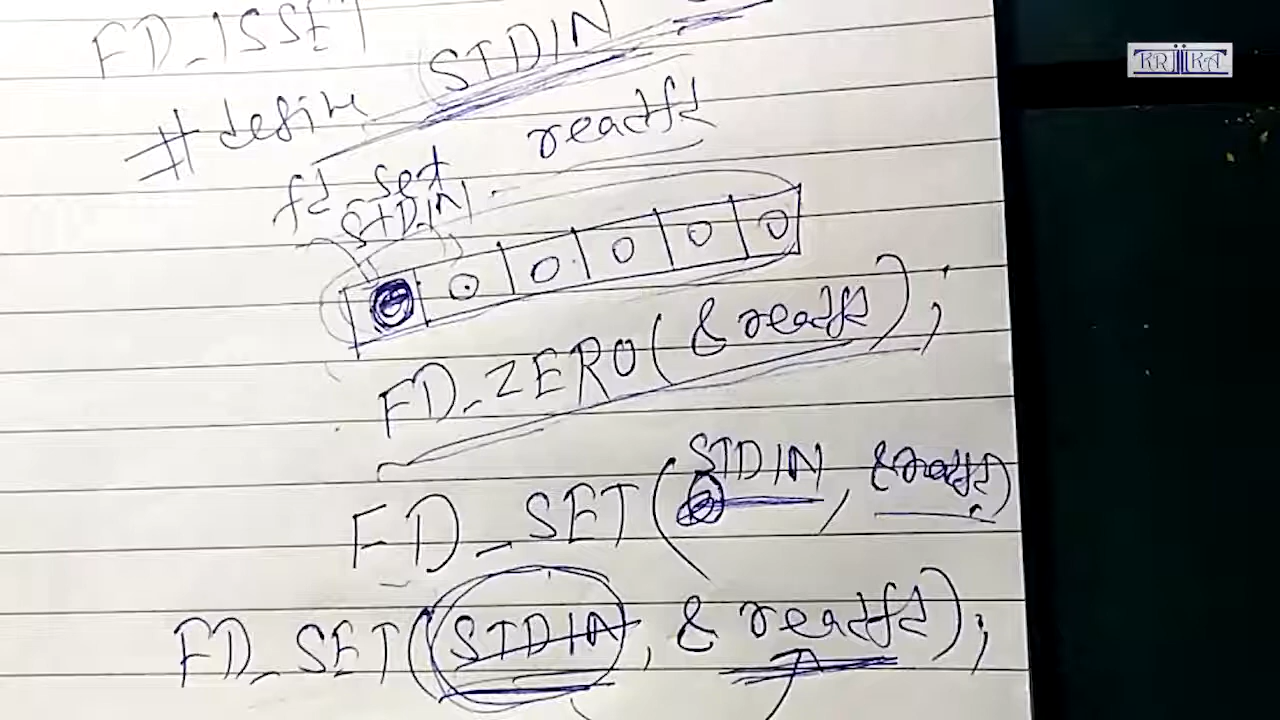 FD_ISSET
#define STDIN
fd_set readfd
STDIN
0 0 0 0 0
FD_ZERO(&readfd);
FD_SET(STDIN, &readfd)
FD_SET(STDIN, &readfd);
KRIIIKA